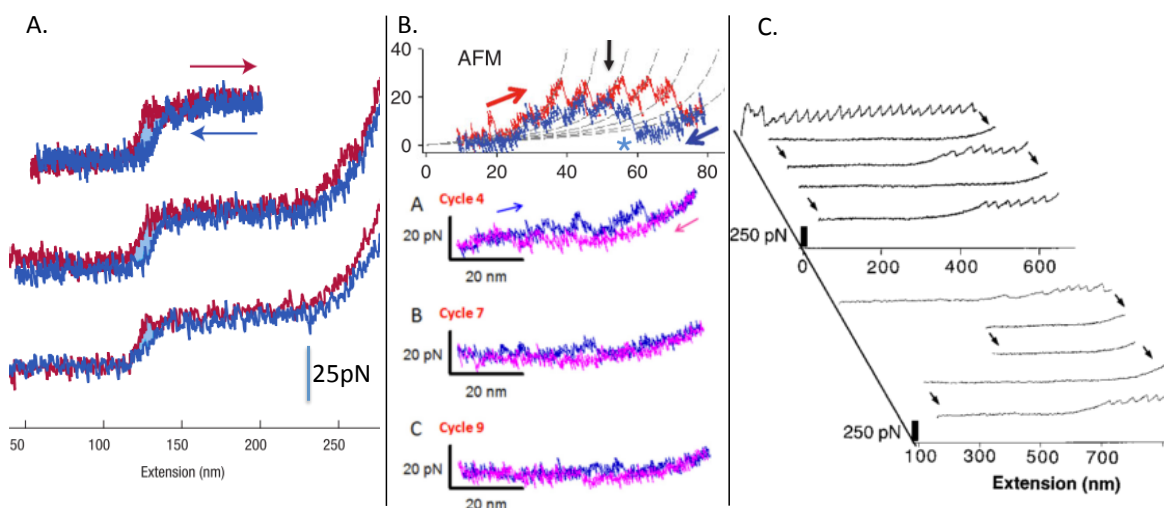 A.
25pN
50 100 150 200 250
Extension (nm)
B.
AFM
40
20
0
0 20 40 60 80
*
A Cycle 4
20 pN
20 nm
B Cycle 7
20 pN
20 nm
C Cycle 9
20 pN
20 nm
C.
250 pN
0 200 400 600
250 pN
100 300 500 700
Extension (nm)